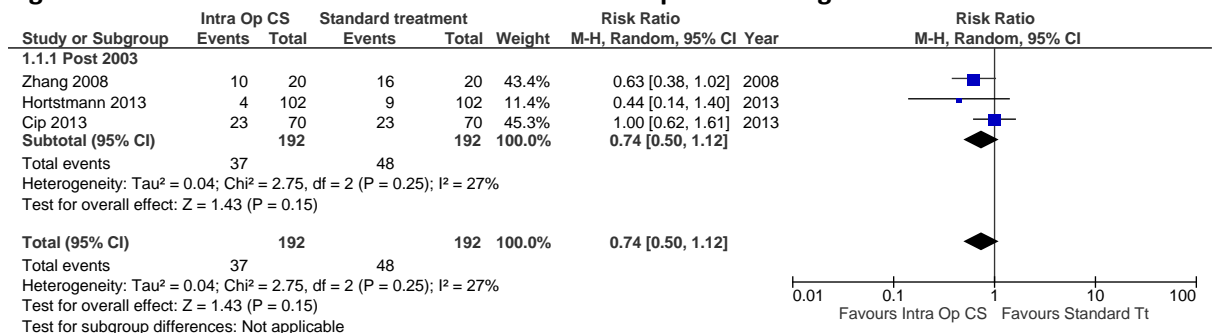 Intra Op CS Standard treatment Risk Ratio Risk Ratio
Study or Subgroup Events Total Events Total Weight M-H, Random, 95% CI Year M-H, Random, 95% CI
1.1.1 Post 2003
Zhang 2008 10 20 16 20 43.4% 0.63 [0.38, 1.02] 2008
Hortstmann 2013 4 102 9 102 11.4% 0.44 [0.14, 1.40] 2013
Cip 2013 23 70 23 70 45.3% 1.00 [0.62, 1.61] 2013
Subtotal (95% CI) 192 192 100.0% 0.74 [0.50, 1.12]
Total events 37 48
Heterogeneity: Tau² = 0.04; Chi² = 2.75, df = 2 (P = 0.25); I² = 27%
Test for overall effect: Z = 1.43 (P = 0.15)
Total (95% CI) 192 192 100.0% 0.74 [0.50, 1.12]
Total events 37 48
Heterogeneity: Tau² = 0.04; Chi² = 2.75, df = 2 (P = 0.25); I² = 27%
Test for overall effect: Z = 1.43 (P = 0.15)
Test for subgroup differences: Not applicable
0.01 0.1 1 10 100
Favours Intra Op CS Favours Standard Tt